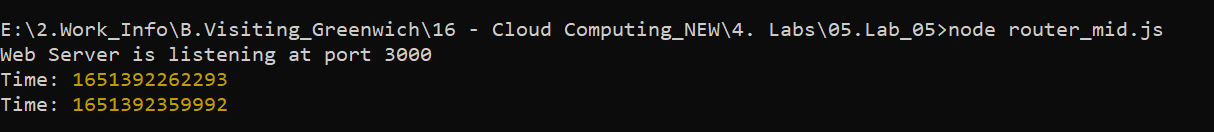 E:\2.Work_Info\B.Visiting_Greenwich\16 - Cloud Computing_NEW\4. Labs\05.Lab_05>node router_mid.js
Web Server is listening at port 3000
Time: 1651392262293
Time: 1651392359992